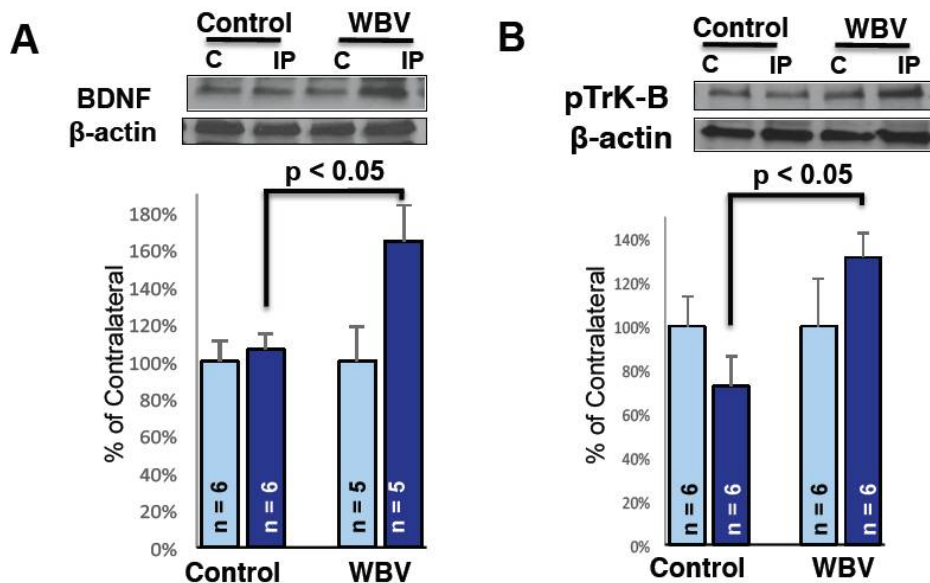 A
Control WBV
C IP C IP
BDNF
β-actin
p < 0.05
% of Contralateral
180%
160%
140%
120%
100%
80%
60%
40%
20%
0%
n = 6
n = 6
n = 5
n = 5
Control WBV
B
Control WBV
C IP C IP
pTrK-B
β-actin
p < 0.05
% of Contralateral
140%
120%
100%
80%
60%
40%
20%
0%
n = 6
n = 6
n = 6
n = 6
Control WBV